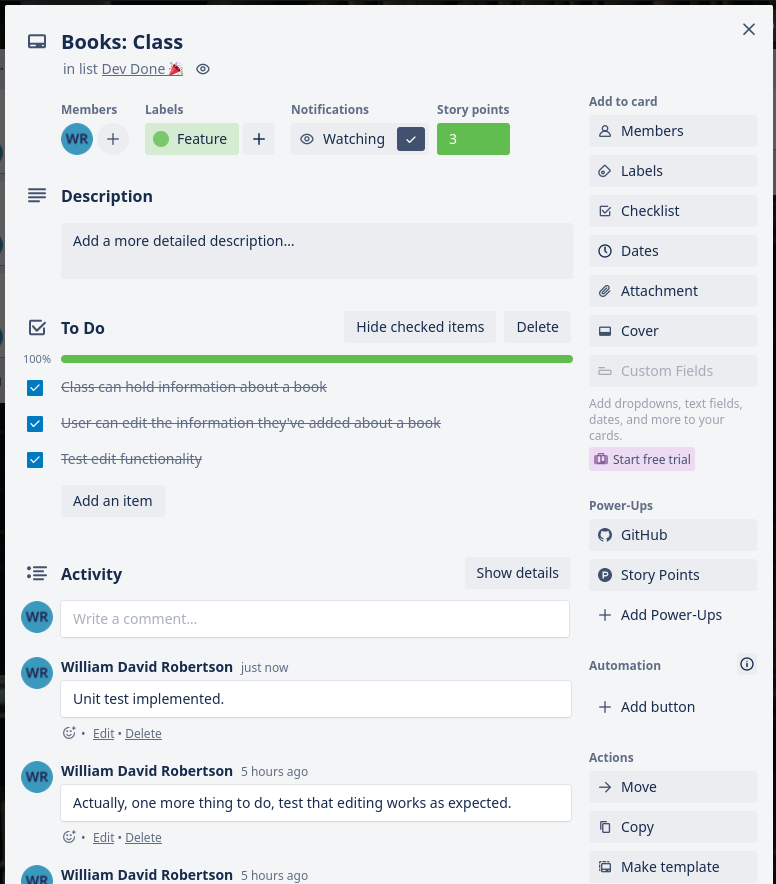 Books: Class
in list Dev Done 🎉
Members
Labels
Notifications
Story points
WR
Feature
Watching
3
Description
Add a more detailed description...
To Do
Hide checked items
Delete
100%
Class can hold information about a book
User can edit the information they've added about a book
Test edit functionality
Add an item
Activity
Show details
WR
Write a comment...
WR
William David Robertson just now
Unit test implemented.
• Edit • Delete
WR
William David Robertson 5 hours ago
Actually, one more thing to do, test that editing works as expected.
• Edit • Delete
WR
William David Robertson 5 hours ago
Add to card
Members
Labels
Checklist
Dates
Attachment
Cover
Custom Fields
Add dropdowns, text fields,
dates, and more to your
cards.
Start free trial
Power-Ups
GitHub
Story Points
Add Power-Ups
Automation
Add button
Actions
Move
Copy
Make template